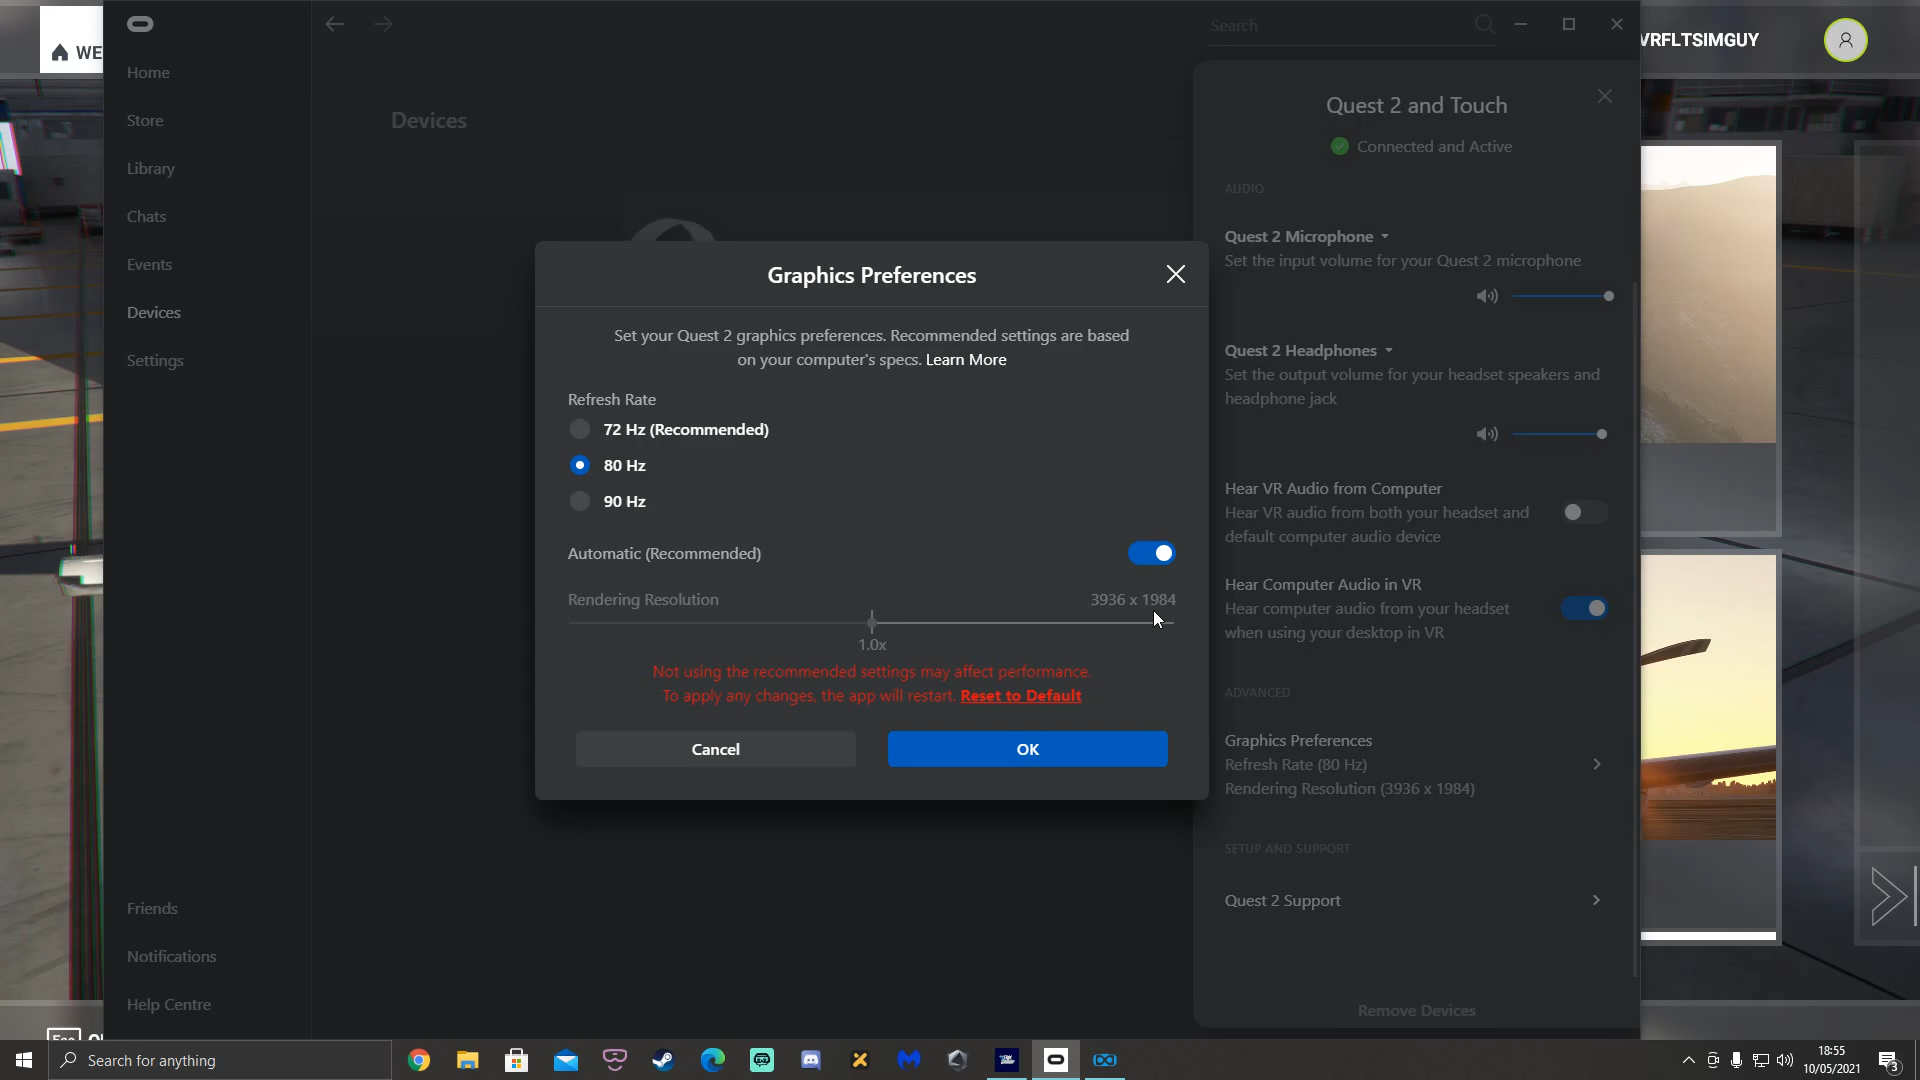 WE
Search
VRFLTSIMGUY
Home
Store
Library
Chats
Events
Devices
Settings
Friends
Notifications
Help Centre
Devices
Quest 2 and Touch
Connected and Active
AUDIO
Quest 2 Microphone
Set the input volume for your Quest 2 microphone
Quest 2 Headphones
Set the output volume for your headset speakers and
headphone jack
Hear VR Audio from Computer
Hear VR audio from both your headset and
default computer audio device
Hear Computer Audio in VR
Hear computer audio from your headset
when using your desktop in VR
ADVANCED
Graphics Preferences
Refresh Rate (80 Hz)
Rendering Resolution (3936 x 1984)
SETUP AND SUPPORT
Quest 2 Support
Remove Devices
Graphics Preferences
Set your Quest 2 graphics preferences. Recommended settings are based
on your computer's specs. Learn More
Refresh Rate
72 Hz (Recommended)
80 Hz
90 Hz
Automatic (Recommended)
Rendering Resolution 3936 x 1984
1.0x
Not using the recommended settings may affect performance.
To apply any changes, the app will restart. Reset to Default
Cancel
OK
Search for anything
18:55
10/05/2021
3